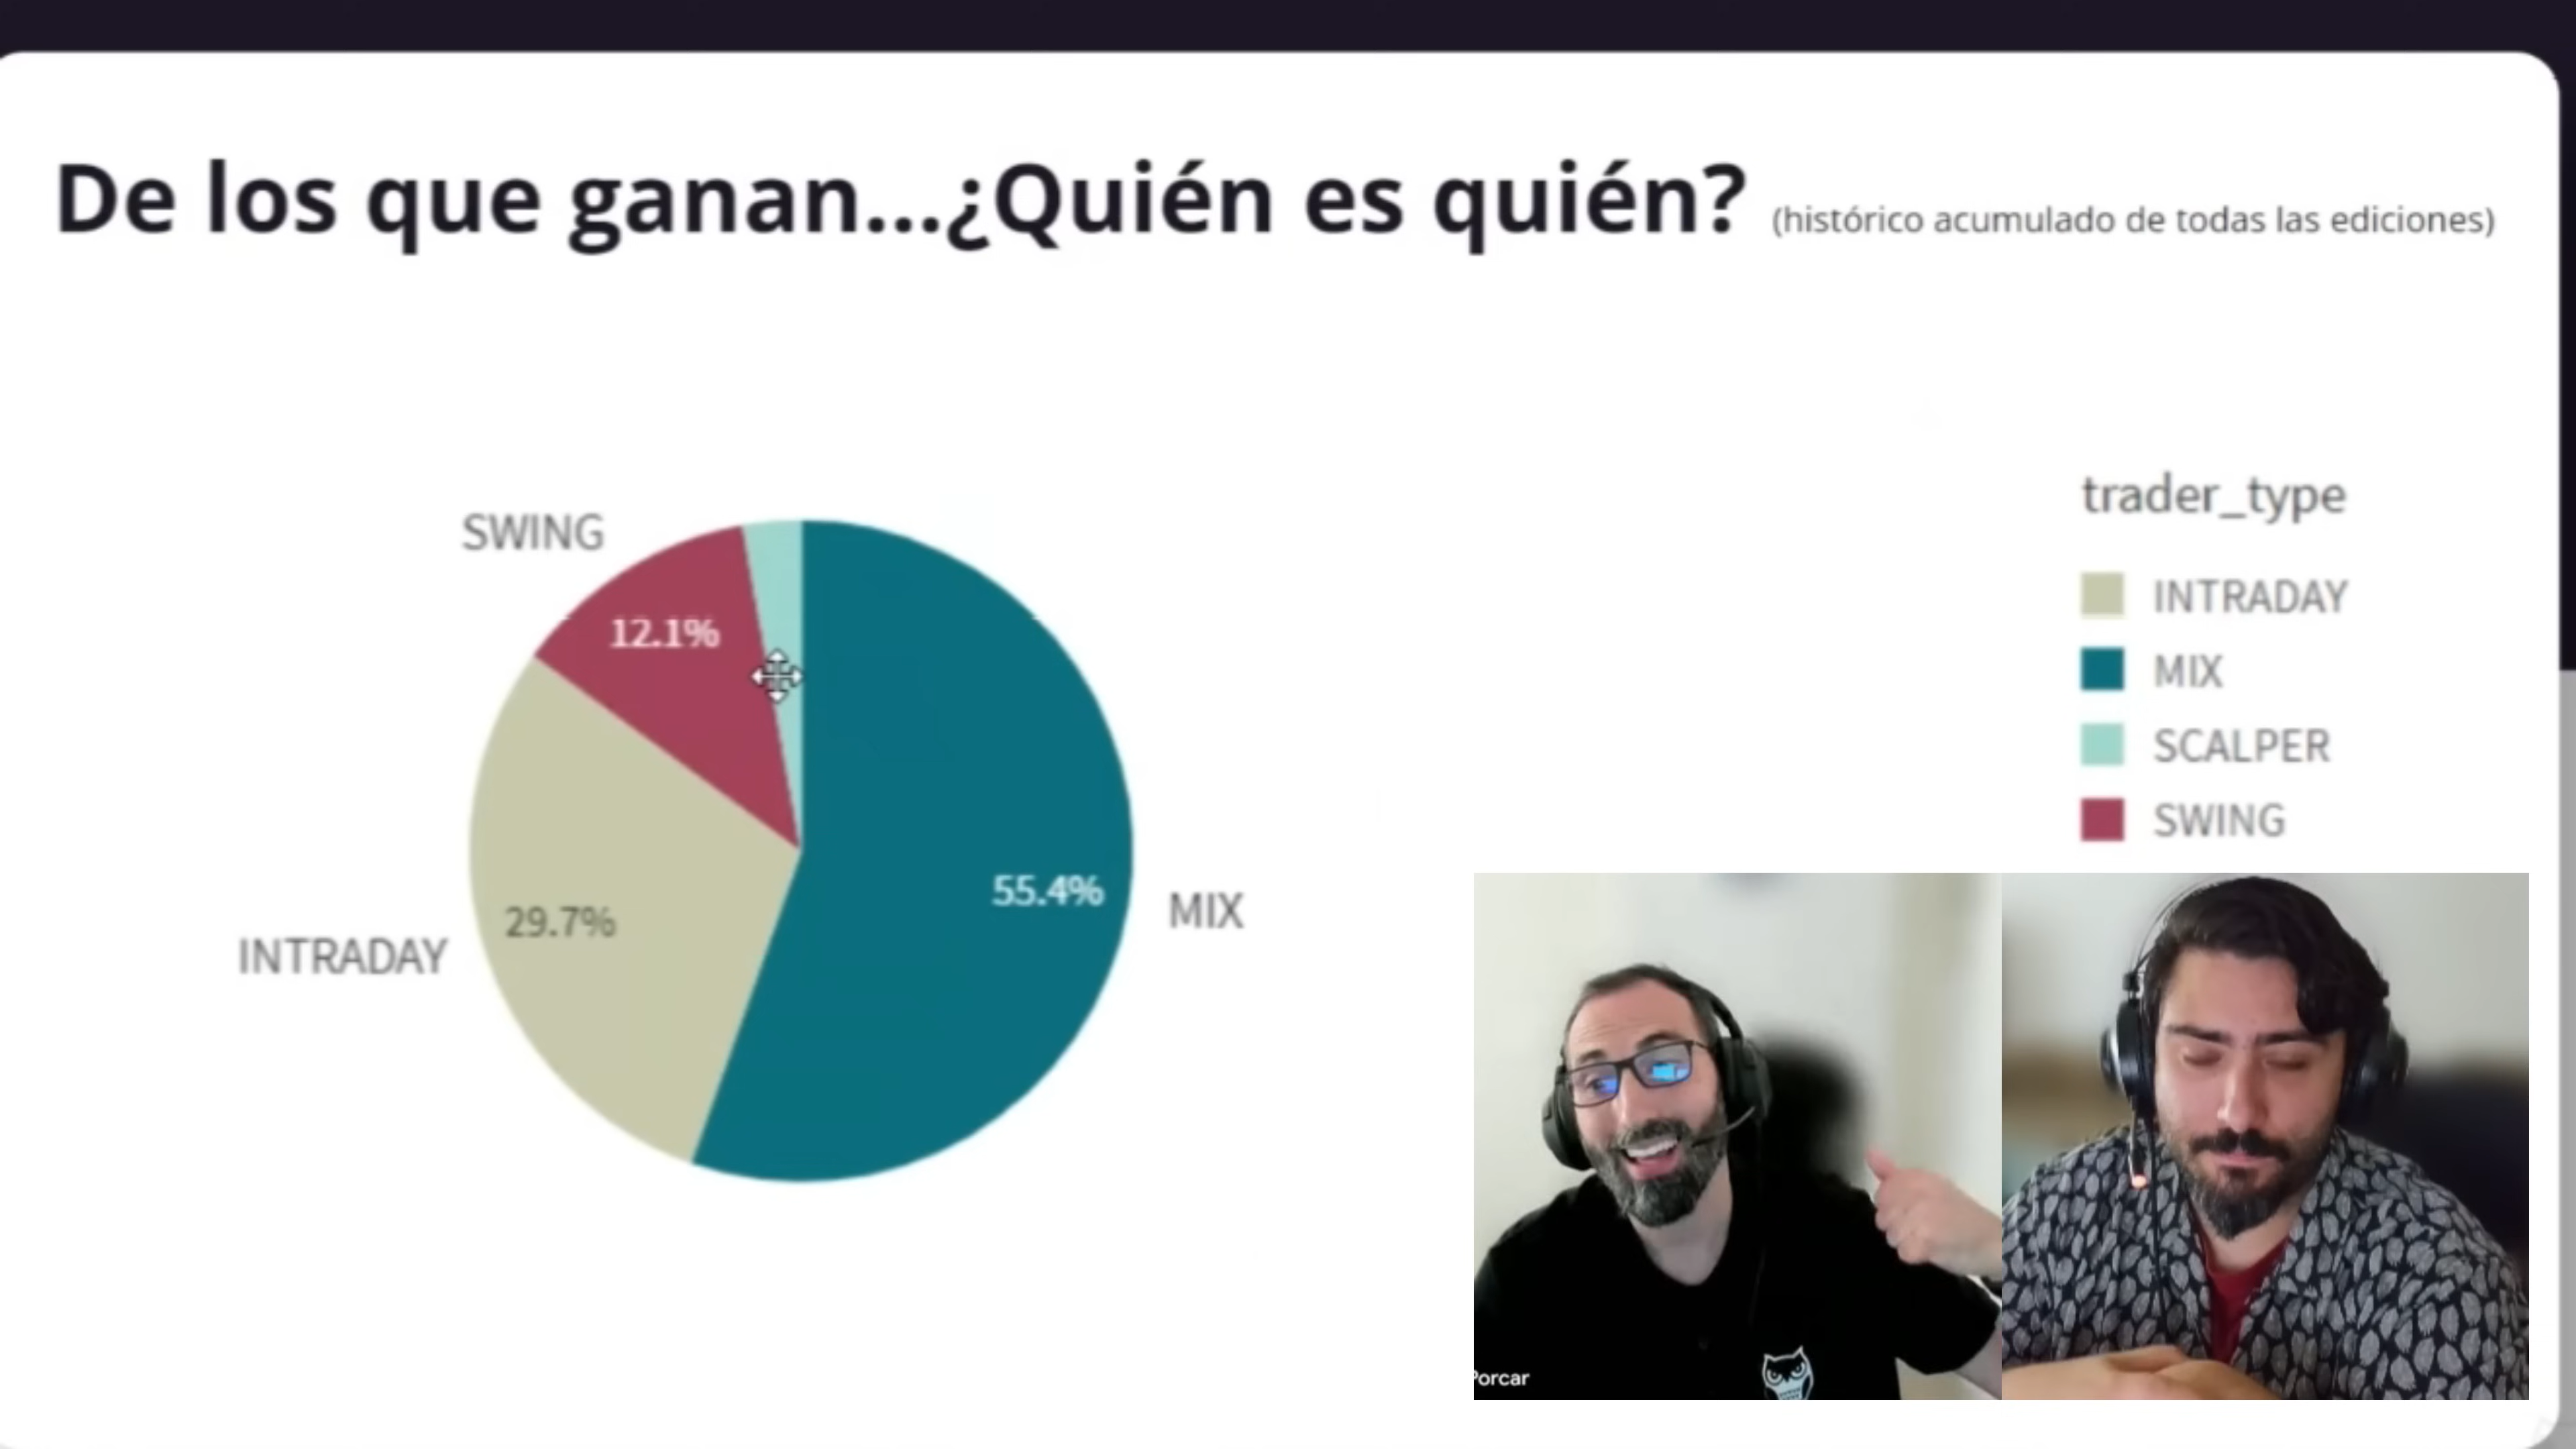 De los que ganan...¿Quién es quién? (histórico acumulado de todas las ediciones)
SWING
12.1%
55.4%
MIX
29.7%
INTRADAY
trader_type
INTRADAY
MIX
SCALPER
SWING
Porcar